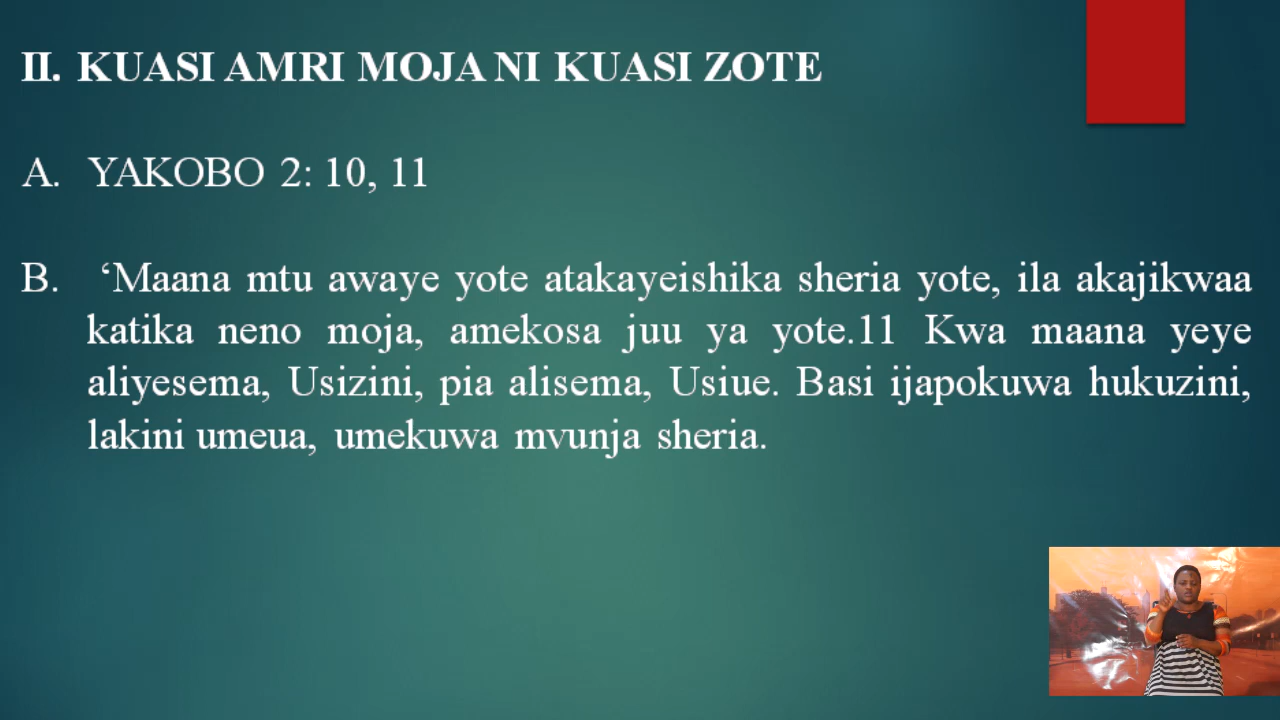 II. KUASI AMRI MOJA NI KUASI ZOTE
A. YAKOBO 2: 10, 11
B. ‘Maana mtu awaye yote atakayeishika sheria yote, ila akajikwaa
katika neno moja, amekosa juu ya yote.11 Kwa maana yeye
aliyesema, Usizini, pia alisema, Usiue. Basi ijapokuwa hukuzini,
lakini umeua, umekuwa mvunja sheria.